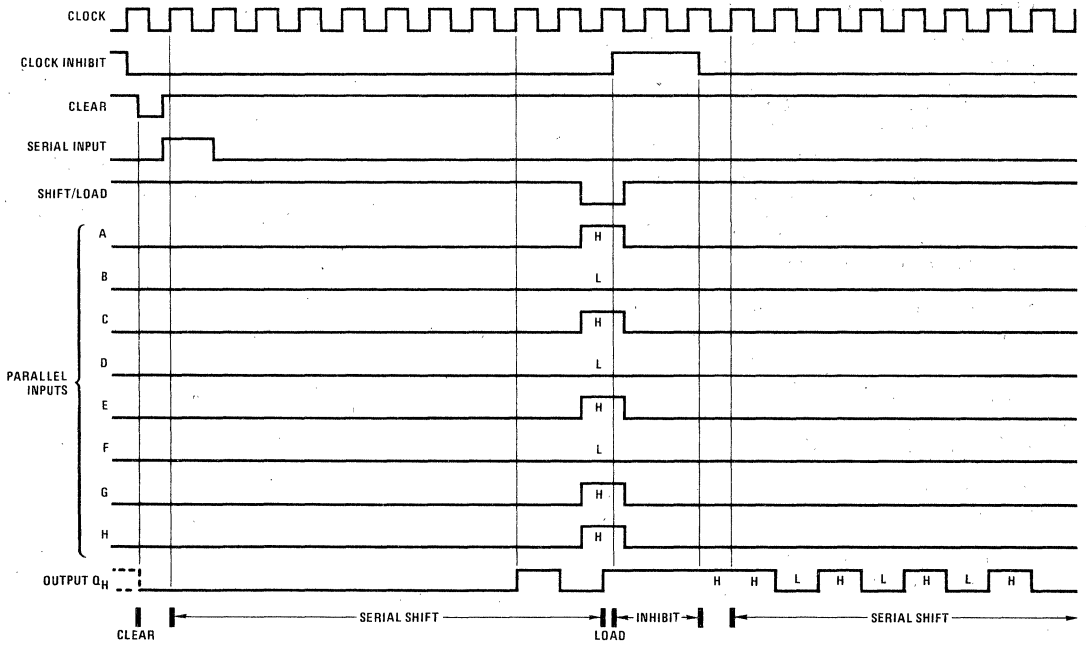 CLOCK
CLOCK INHIBIT
CLEAR
SERIAL INPUT
SHIFT/LOAD
PARALLEL INPUTS
A H
B L
C H
D L
E H
F L
G H
H H
OUTPUT QH H H L H L H L H
CLEAR SERIAL SHIFT LOAD INHIBIT SERIAL SHIFT